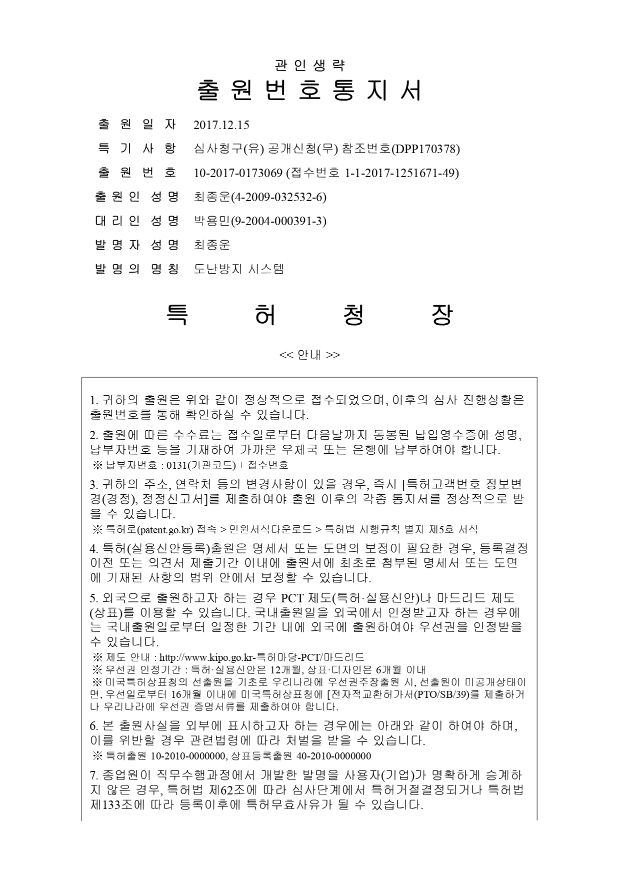 관 인 생 략
출 원 번 호 통 지 서
출 원 일 자 2017.12.15
특 기 사 항 심사청구(유) 공개신청(무) 참조번호(DPP170378)
출 원 번 호 10-2017-0173069 (접수번호 1-1-2017-1251671-49)
출 원 인 성 명 최종운(4-2009-032532-6)
대 리 인 성 명 박용민(9-2004-000391-3)
발 명 자 성 명 최종운
발 명 의 명 칭 도난방지 시스템
특 허 청 장
<< 안내 >>
1. 귀하의 출원은 위와 같이 정상적으로 접수되었으며, 이후의 심사 진행상황은
출원번호를 통해 확인하실 수 있습니다.
2. 출원에 따른 수수료는 접수일로부터 다음날까지 동봉된 납입영수증에 성명,
납부자번호 등을 기재하여 가까운 우체국 또는 은행에 납부하여야 합니다.
※ 납부자번호 : 0131(기관코드) + 접수번호
3. 귀하의 주소, 연락처 등의 변경사항이 있을 경우, 즉시 [특허고객번호 정보변
경(경정), 정정신고서]를 제출하여야 출원 이후의 각종 통지서를 정상적으로 받
을 수 있습니다.
※ 특허로(patent.go.kr) 접속 > 민원서식다운로드 > 특허법 시행규칙 별지 제5호 서식
4. 특허(실용신안등록)출원은 명세서 또는 도면의 보정이 필요한 경우, 등록결정
이전 또는 의견서 제출기간 이내에 출원서에 최초로 첨부된 명세서 또는 도면
에 기재된 사항의 범위 안에서 보정할 수 있습니다.
5. 외국으로 출원하고자 하는 경우 PCT 제도(특허·실용신안)나 마드리드 제도
(상표)를 이용할 수 있습니다. 국내출원일을 외국에서 인정받고자 하는 경우에
는 국내출원일로부터 일정한 기간 내에 외국에 출원하여야 우선권을 인정받을
수 있습니다.
※ 제도 안내 : http://www.kipo.go.kr-특허마당-PCT/마드리드
※ 우선권 인정기간 : 특허·실용신안은 12개월, 상표·디자인은 6개월 이내
※ 미국특허상표청의 선출원을 기초로 우리나라에 우선권주장출원 시, 선출원이 미공개상태이
면, 우선일로부터 16개월 이내에 미국특허상표청에 [전자적교환허가서(PTO/SB/39)를 제출하거
나 우리나라에 우선권 증명서류를 제출하여야 합니다.
6. 본 출원사실을 외부에 표시하고자 하는 경우에는 아래와 같이 하여야 하며,
이를 위반할 경우 관련법령에 따라 처벌을 받을 수 있습니다.
※ 특허출원 10-2010-0000000, 상표등록출원 40-2010-0000000
7. 종업원이 직무수행과정에서 개발한 발명을 사용자(기업)가 명확하게 승계하
지 않은 경우, 특허법 제62조에 따라 심사단계에서 특허거절결정되거나 특허법
제133조에 따라 등록이후에 특허무효사유가 될 수 있습니다.